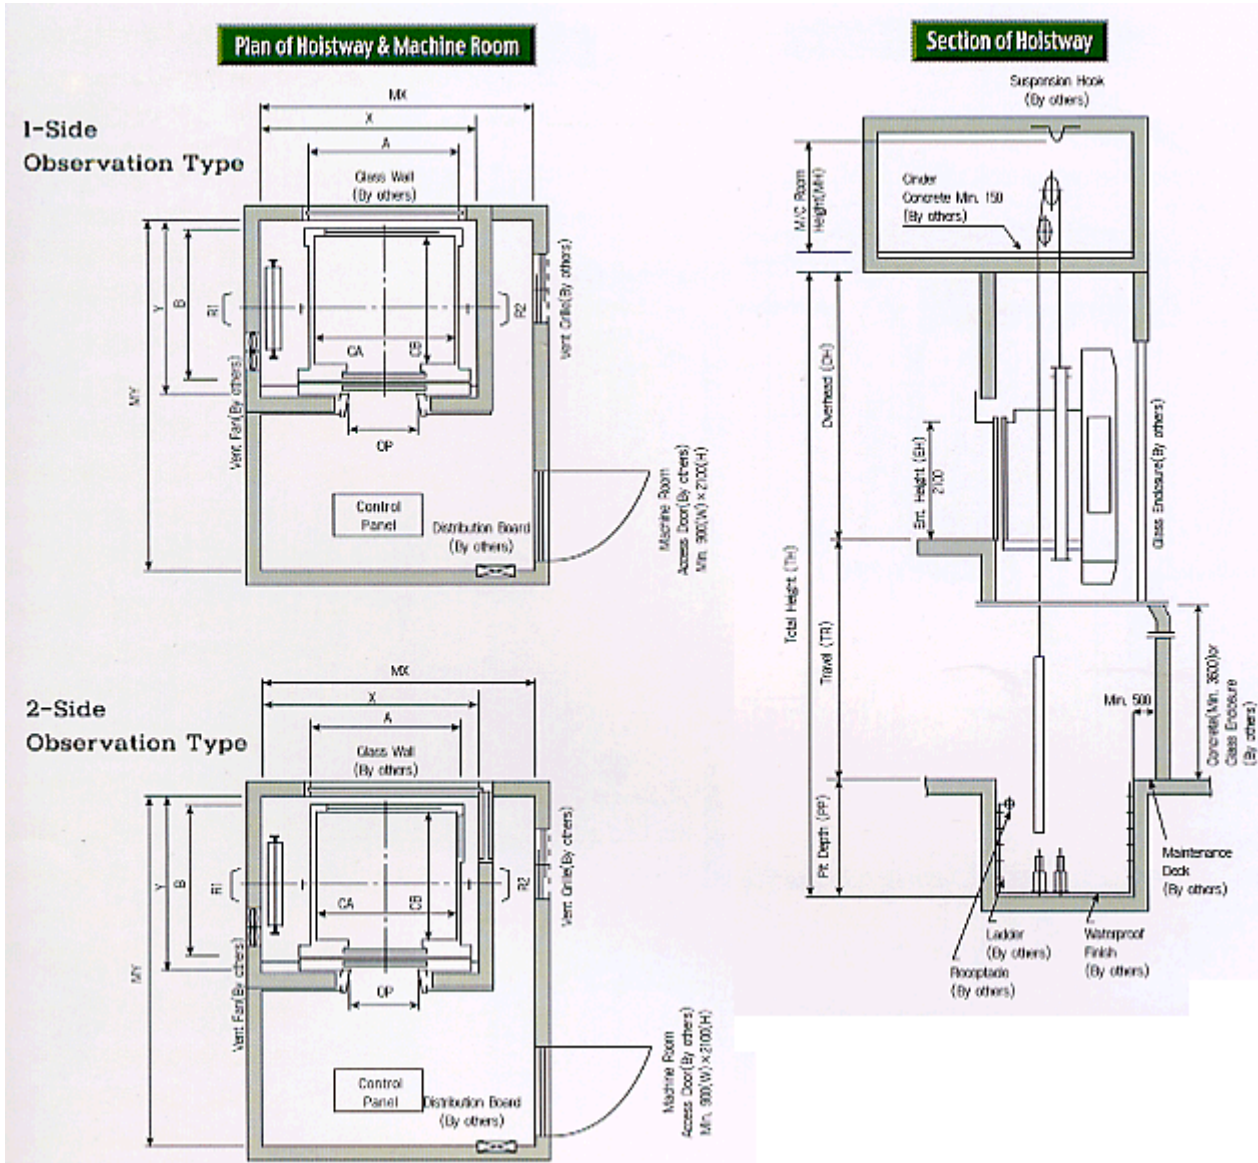 Plan of Hoistway & Machine Room
1-Side
Observation Type
MX
X
A
Glass Wall
(By others)
MY
Y
B
R1
R2
CA
CB
OP
Vent Fan(By others)
Vent Grille(By others)
Control
Panel
Distribution Board
(By others)
Machine Room
Access Door(By others)
Min. 900(W)×2100(H)
2-Side
Observation Type
MX
X
A
Glass Wall
(By others)
MY
Y
B
R1
R2
CA
CB
OP
Vent Fan(By others)
Vent Grille(By others)
Control
Panel
Distribution Board
(By others)
Machine Room
Access Door(By others)
Min. 900(W)×2100(H)
Section of Hoistway
Suspension Hook
(By others)
M/C Room
Height(MH)
Cinder
Concrete Min. 150
(By others)
Overhead (OH)
Ent. Height (EH)
2100
Glass Enclosure(By others)
Total Height (TH)
Travel (TR)
Min. 500
Concrete(Min. 3600)or
Glass Enclosure
(By others)
Pit Depth (PP)
Maintenance
Deck
(By others)
Ladder
(By others)
Waterproof
Finish
(By others)
Receptacle
(By others)